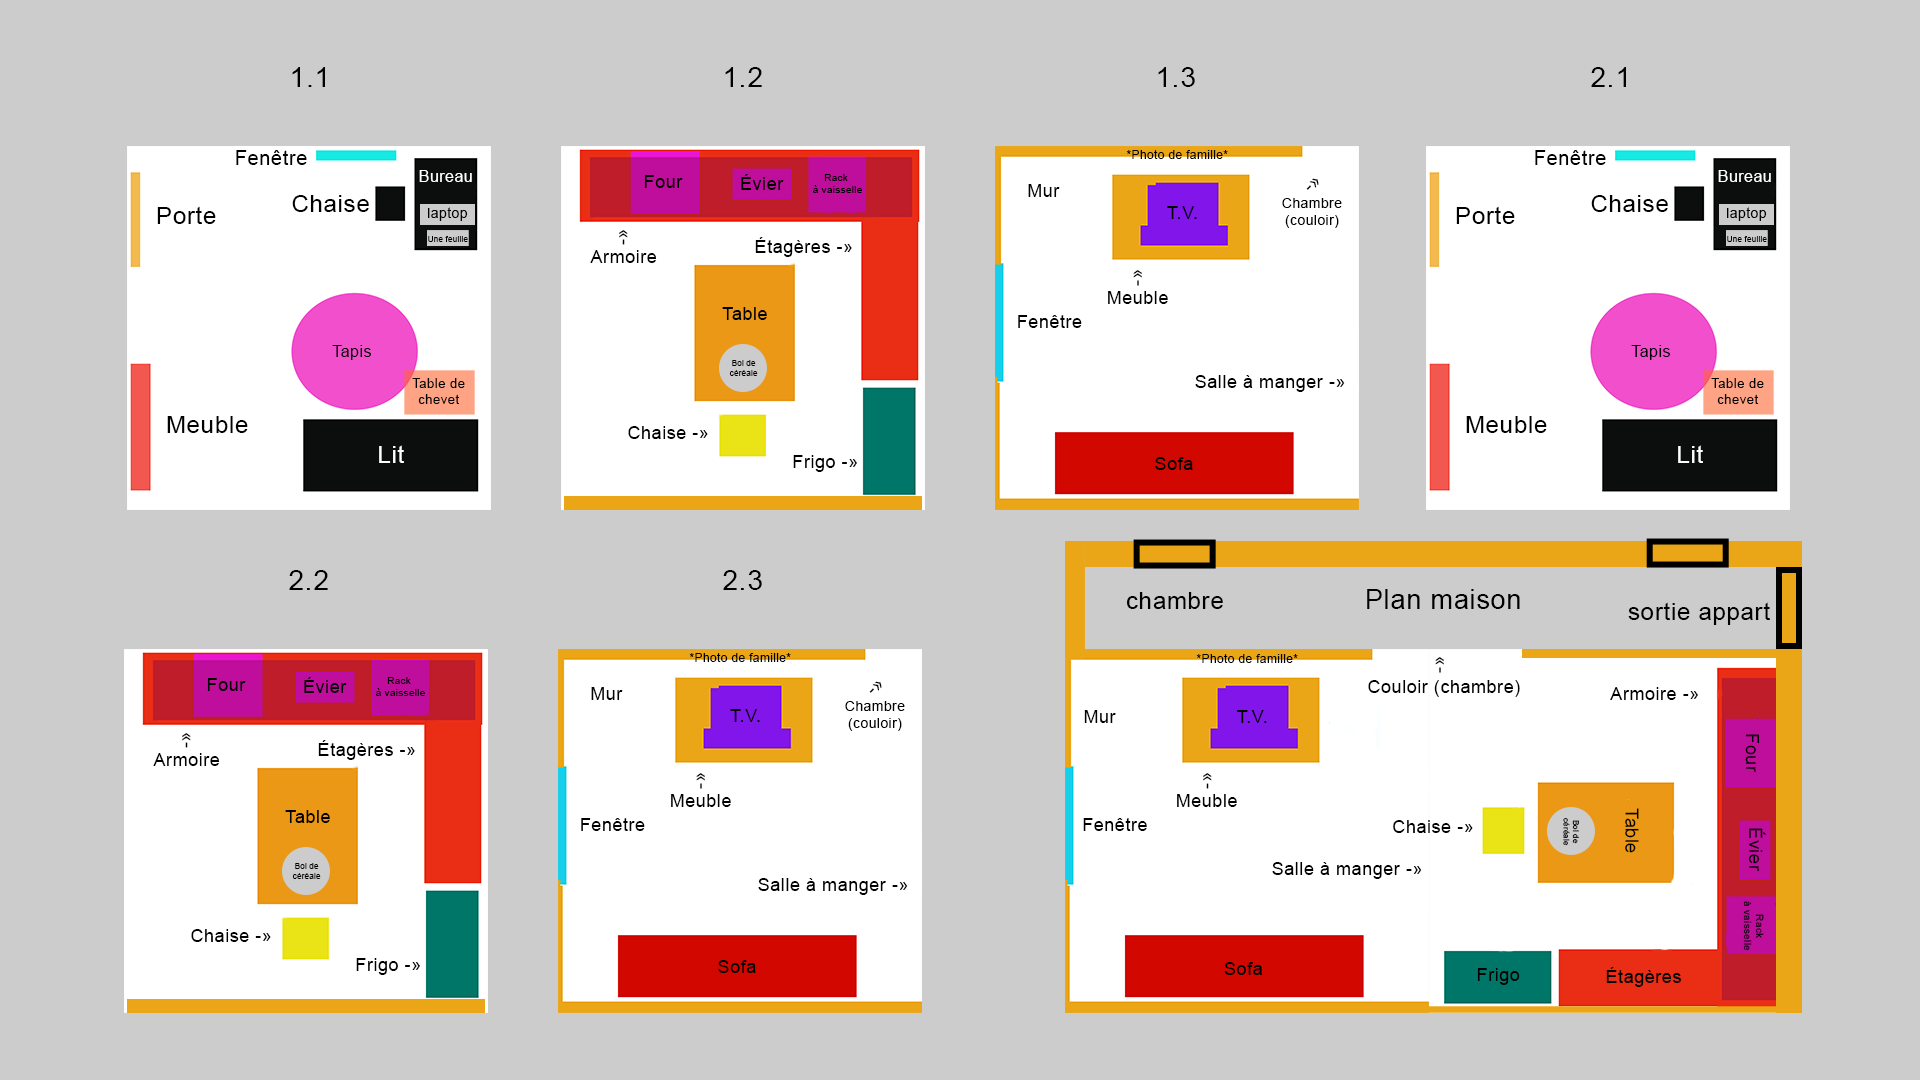 1.1
1.2
1.3
2.1
Fenêtre
Bureau
Chaise
laptop
Une feuille
Porte
Tapis
Table de
chevet
Meuble
Lit
Four
Évier
Rack
à vaisselle
Étagères -»
«- Armoire
Table
Bol de
céréale
Chaise -»
Frigo -»
*Photo de famille*
Mur
T.V.
«-
Chambre
(couloir)
«-
Meuble
Fenêtre
Salle à manger -»
Sofa
Fenêtre
Bureau
Chaise
laptop
Une feuille
Porte
Tapis
Table de
chevet
Meuble
Lit
2.2
2.3
Four
Évier
Rack
à vaisselle
Étagères -»
«- Armoire
Table
Bol de
céréale
Chaise -»
Frigo -»
*Photo de famille*
Mur
T.V.
Chambre
(couloir)
Meuble
Fenêtre
Salle à manger -»
Sofa
chambre
Plan maison
sortie appart
*Photo de famille*
Couloir (chambre)
Armoire -»
Mur
T.V.
Four
Meuble
Fenêtre
Chaise -»
Bol de
céréale
Table
Évier
Salle à manger -»
Rack
à vaisselle
Sofa
Frigo
Étagères